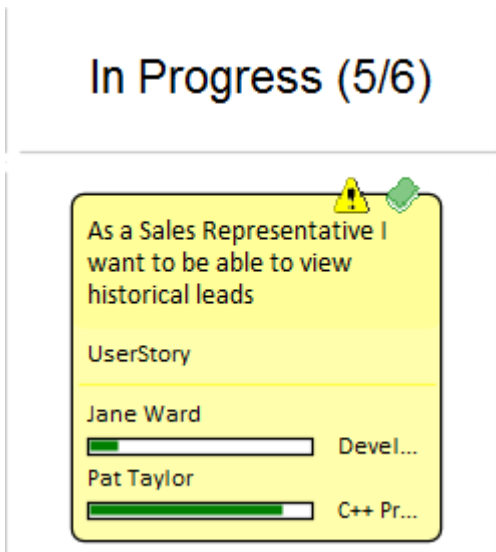 In Progress (5/6)
As a Sales Representative I
want to be able to view
historical leads
UserStory
Jane Ward
Devel...
Pat Taylor
C++ Pr...